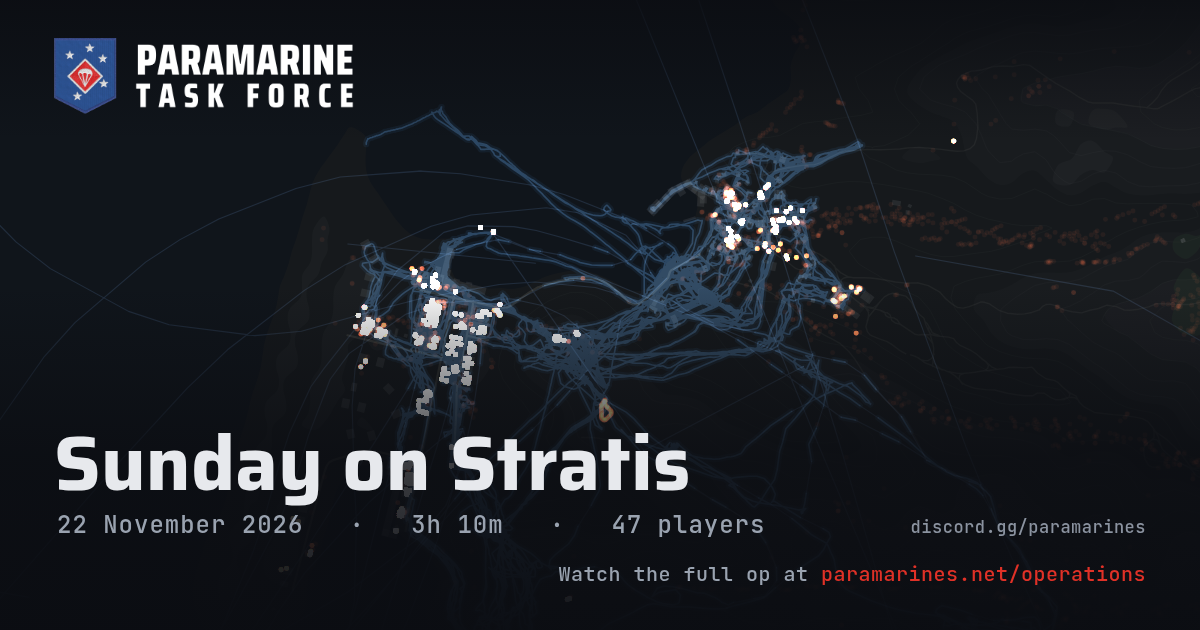 PARAMARINE
TASK FORCE
Sunday on Stratis
22 November 2026 · 3h 10m · 47 players
discord.gg/paramarines
Watch the full op at paramarines.net/operations